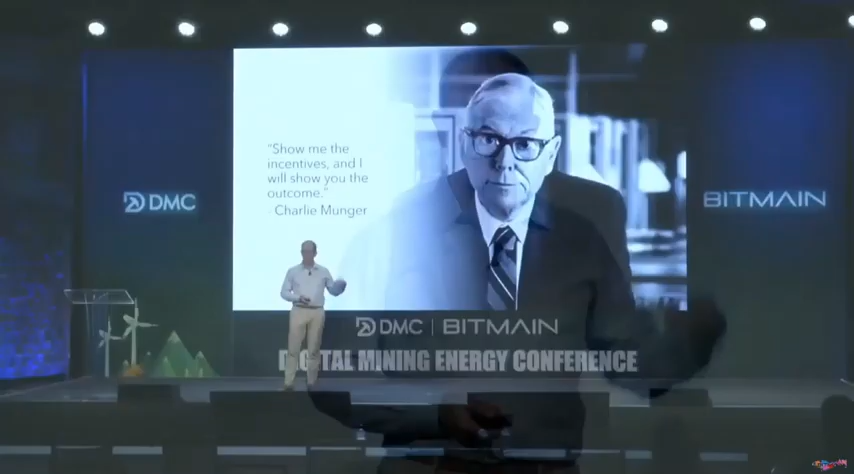 "Show me the
incentives, and I
will show you the
outcome."
- Charlie Munger
DMC
BITMAIN
DMC | BITMAIN
DIGITAL MINING ENERGY CONFERENCE